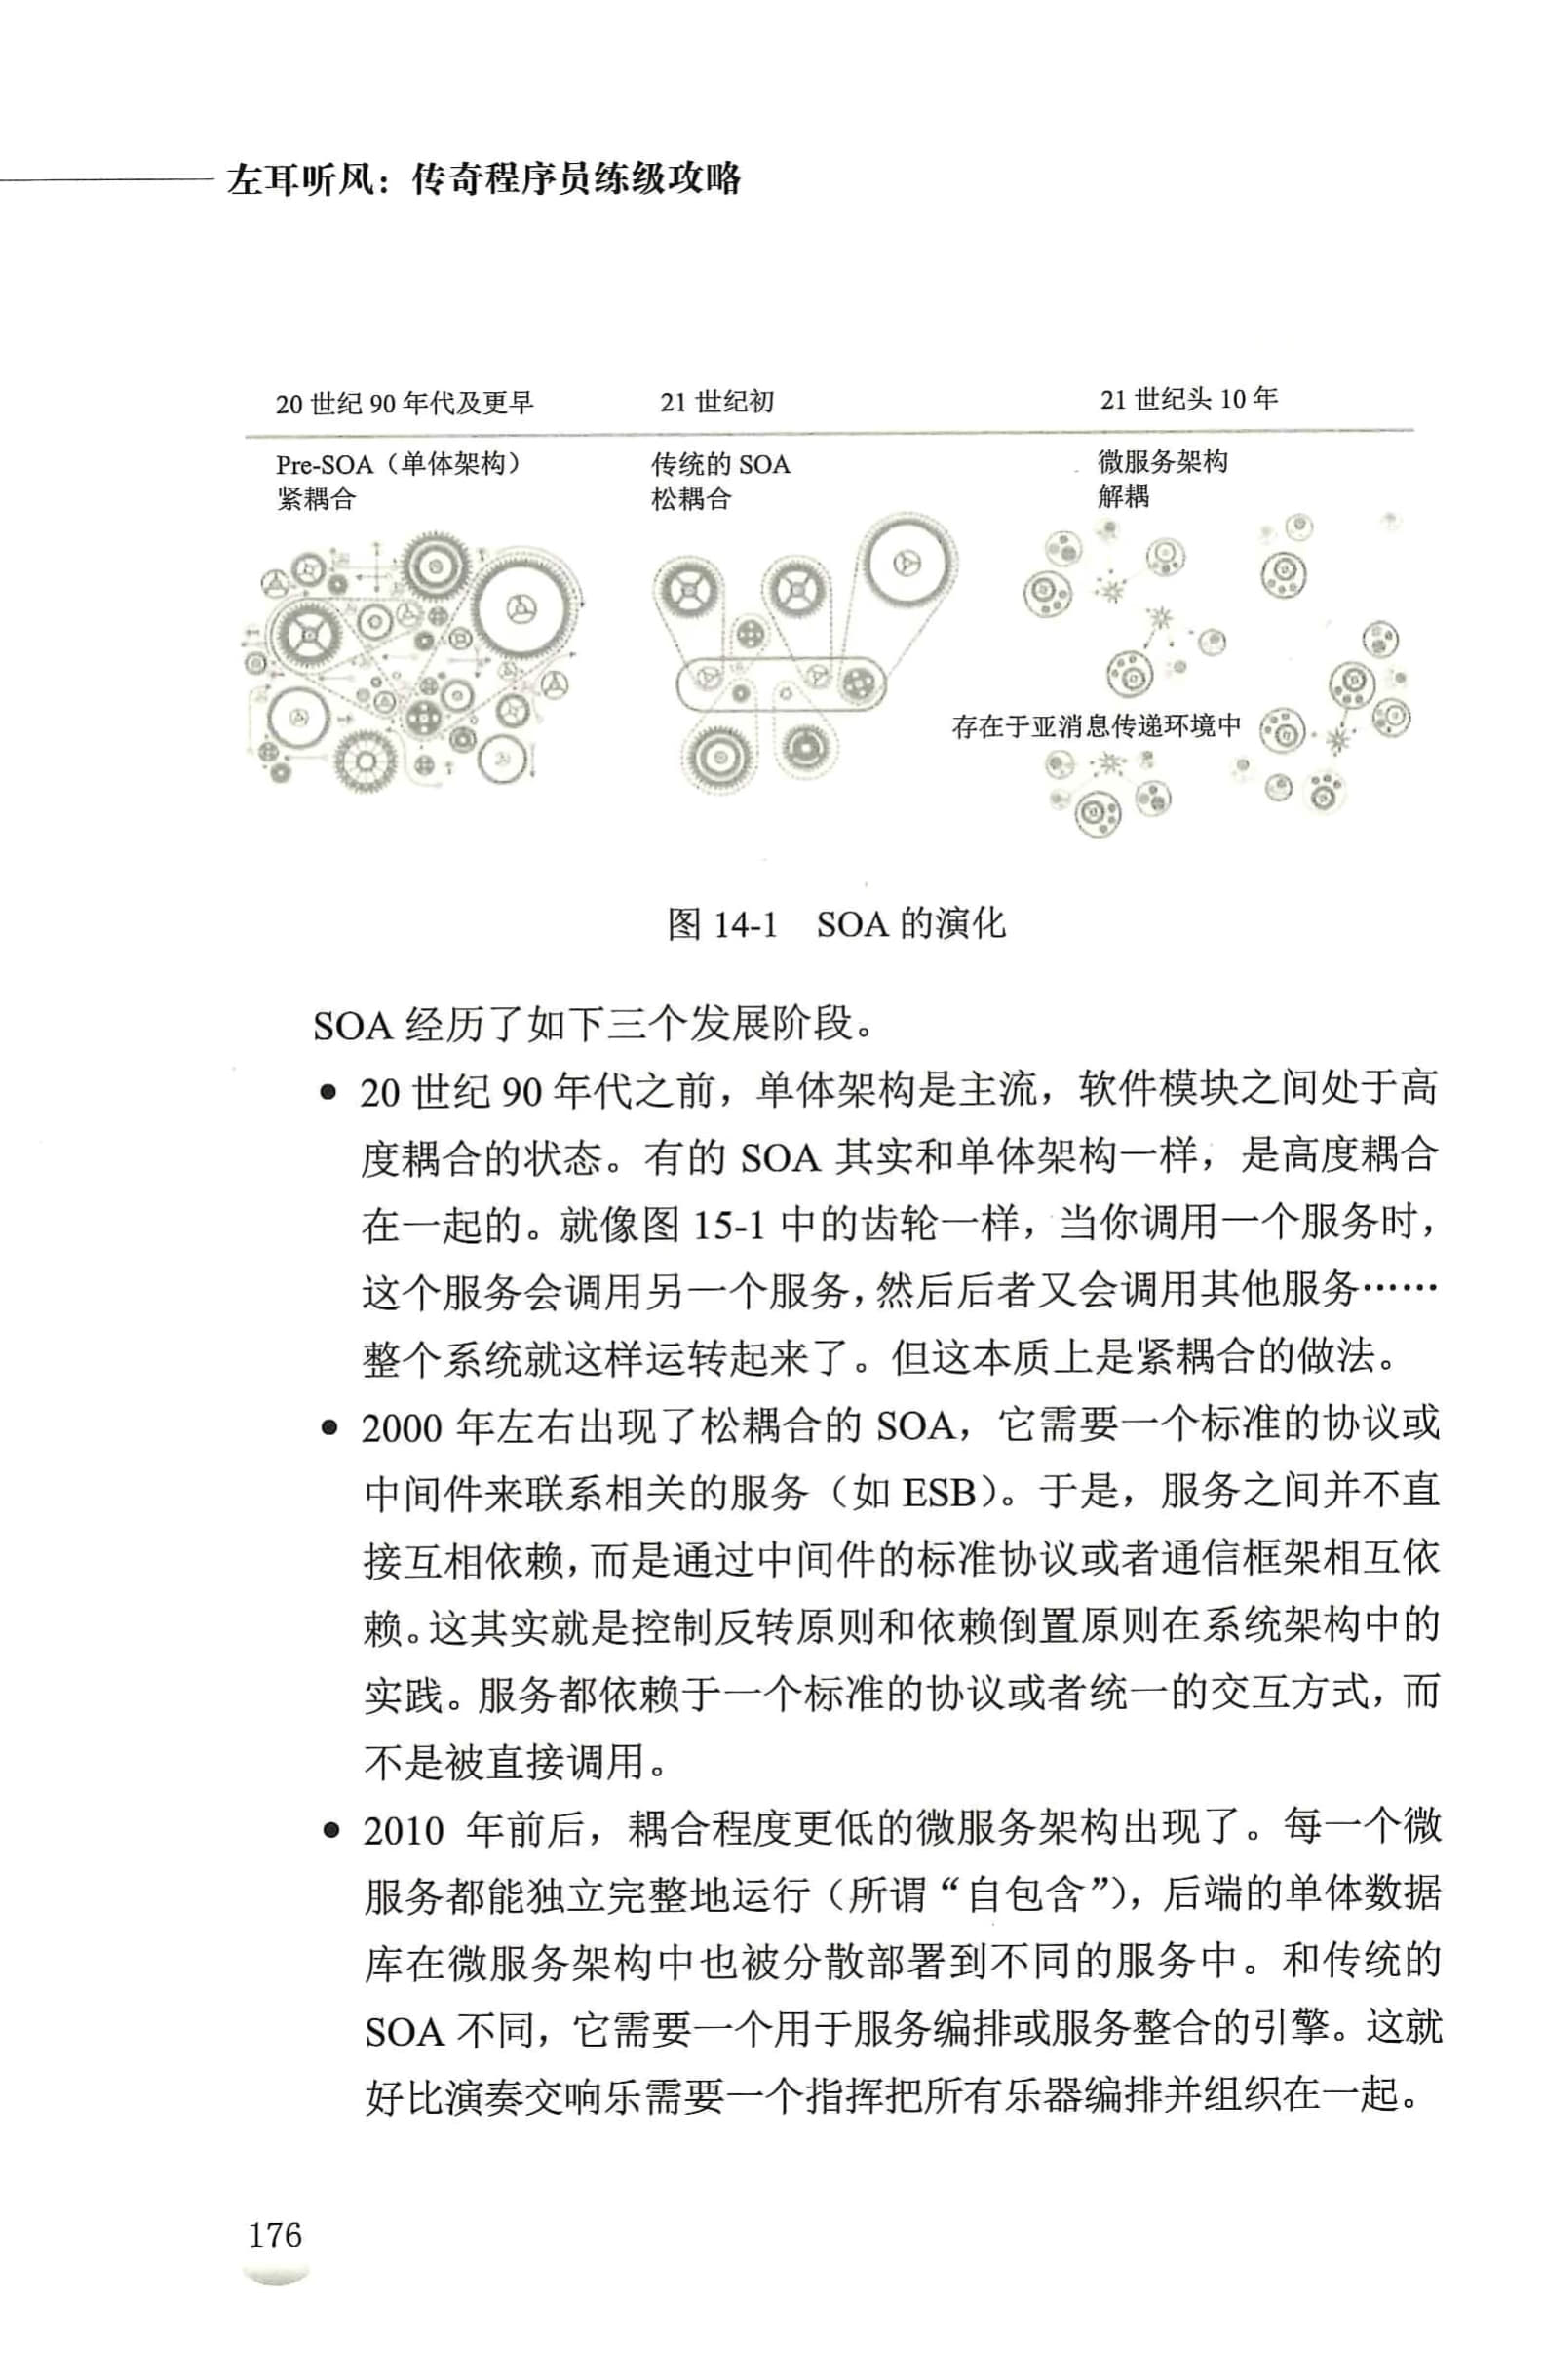 左耳听风：传奇程序员练级攻略
20 世纪 90 年代及更早
21 世纪初
21 世纪头 10 年
Pre-SOA（单体架构）
紧耦合
传统的 SOA
松耦合
微服务架构
解耦
存在于亚消息传递环境中
图 14-1 SOA 的演化
SOA 经历了如下三个发展阶段。
● 20 世纪 90 年代之前，单体架构是主流，软件模块之间处于高
度耦合的状态。有的 SOA 其实和单体架构一样，是高度耦合
在一起的。就像图 15-1 中的齿轮一样，当你调用一个服务时，
这个服务会调用另一个服务，然后后者又会调用其他服务……
整个系统就这样运转起来了。但这本质上是紧耦合的做法。
● 2000 年左右出现了松耦合的 SOA，它需要一个标准的协议或
中间件来联系相关的服务（如 ESB）。于是，服务之间并不直
接互相依赖，而是通过中间件的标准协议或者通信框架相互依
赖。这其实就是控制反转原则和依赖倒置原则在系统架构中的
实践。服务都依赖于一个标准的协议或者统一的交互方式，而
不是被直接调用。
● 2010 年前后，耦合程度更低的微服务架构出现了。每一个微
服务都能独立完整地运行（所谓“自包含”），后端的单体数据
库在微服务架构中也被分散部署到不同的服务中。和传统的
SOA 不同，它需要一个用于服务编排或服务整合的引擎。这就
好比演奏交响乐需要一个指挥把所有乐器编排并组织在一起。
176